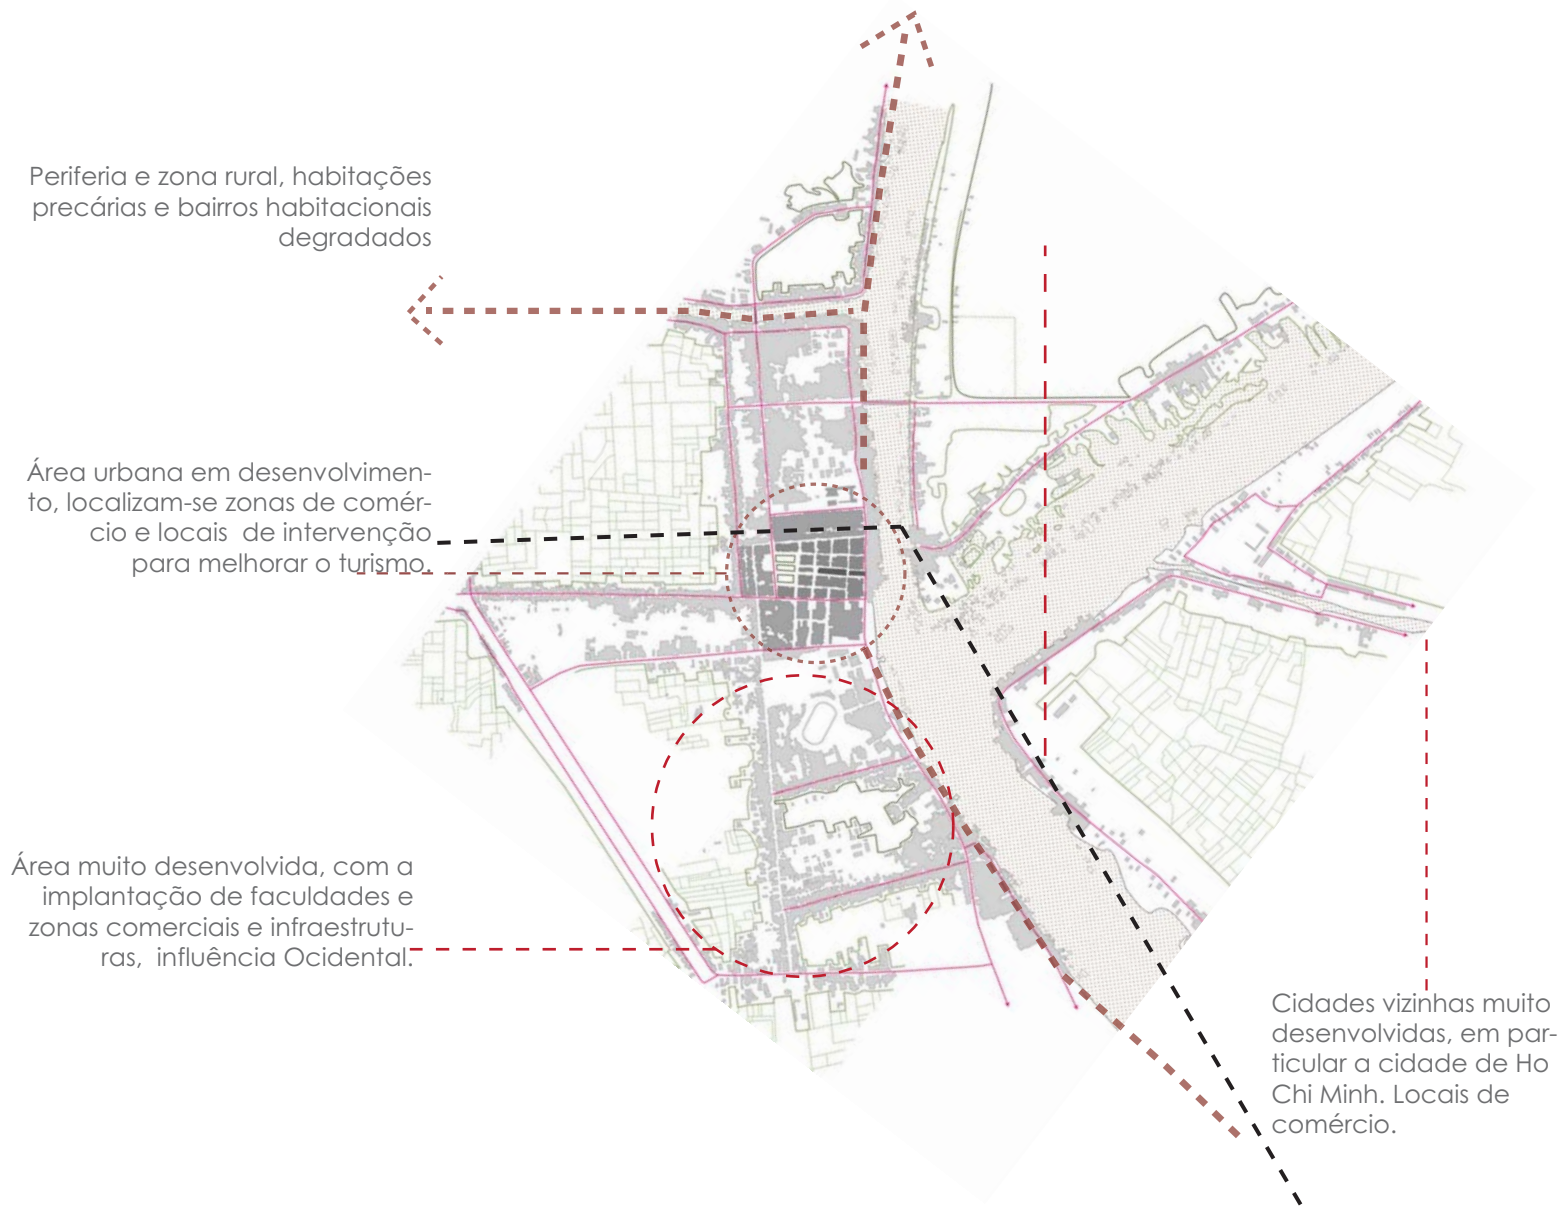 Periferia e zona rural, habitações
precárias e bairros habitacionais
degradados
Área urbana em desenvolvimen-
to, localizam-se zonas de comér-
cio e locais  de intervenção
para melhorar o turismo.
Área muito desenvolvida, com a
implantação de faculdades e
zonas comerciais e infraestrutu-
ras,  influência Ocidental.
Cidades vizinhas muito
desenvolvidas, em par-
ticular a cidade de Ho
Chi Minh. Locais de
comércio.